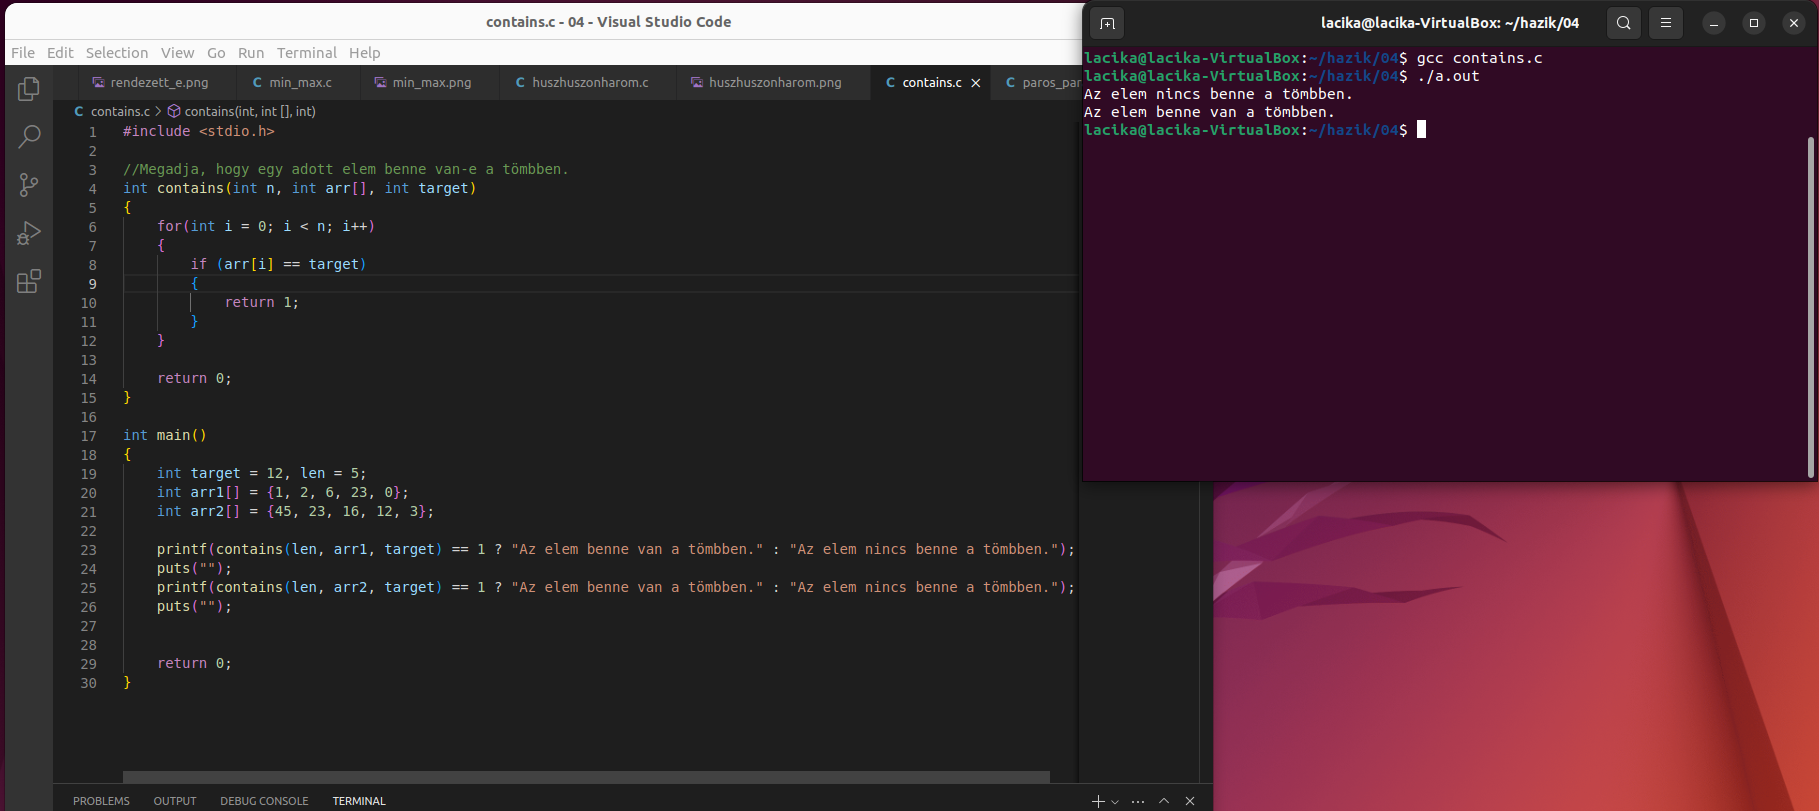 contains.c - 04 - Visual Studio Code
File Edit Selection View Go Run Terminal Help
rendezett_e.png C min_max.c min_max.png C huszhuszonharom.c huszhuszonharom.png C contains.c × C paros_par
C contains.c > contains(int, int [], int)
1 #include <stdio.h>
2
3 //Megadja, hogy egy adott elem benne van-e a tömbben.
4 int contains(int n, int arr[], int target)
5 {
6 for(int i = 0; i < n; i++)
7 {
8 if (arr[i] == target)
9 {
10 return 1;
11 }
12 }
13
14 return 0;
15 }
16
17 int main()
18 {
19 int target = 12, len = 5;
20 int arr1[] = {1, 2, 6, 23, 0};
21 int arr2[] = {45, 23, 16, 12, 3};
22
23 printf(contains(len, arr1, target) == 1 ? "Az elem benne van a tömbben." : "Az elem nincs benne a tömbben.");
24 puts("");
25 printf(contains(len, arr2, target) == 1 ? "Az elem benne van a tömbben." : "Az elem nincs benne a tömbben.");
26 puts("");
27
28
29 return 0;
30 }
PROBLEMS OUTPUT DEBUG CONSOLE TERMINAL
lacika@lacika-VirtualBox: ~/hazik/04
lacika@lacika-VirtualBox:~/hazik/04$ gcc contains.c
lacika@lacika-VirtualBox:~/hazik/04$ ./a.out
Az elem nincs benne a tömbben.
Az elem benne van a tömbben.
lacika@lacika-VirtualBox:~/hazik/04$